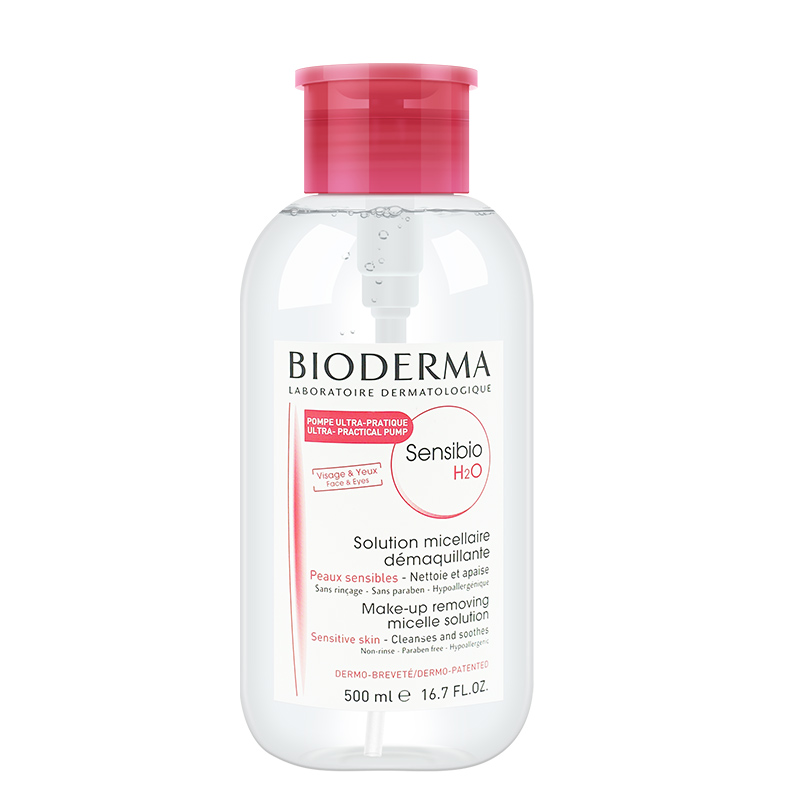 BIODERMA
LABORATOIRE DERMATOLOGIQUE
POMPE ULTRA-PRATIQUE
ULTRA- PRACTICAL PUMP
Sensibio
H2O
Visage & Yeux
Face & Eyes
Solution micellaire
démaquillante
Peaux sensibles - Nettoie et apaise
Sans rinçage - Sans paraben - Hypoallergenique
Make-up removing
micelle solution
Sensitive skin - Cleanses and soothes
Non-rinse - Paraben free - Hypoallergenic
DERMO-BREVETÉ/DERMO-PATENTED
500 ml ℮ 16.7 FL.OZ.